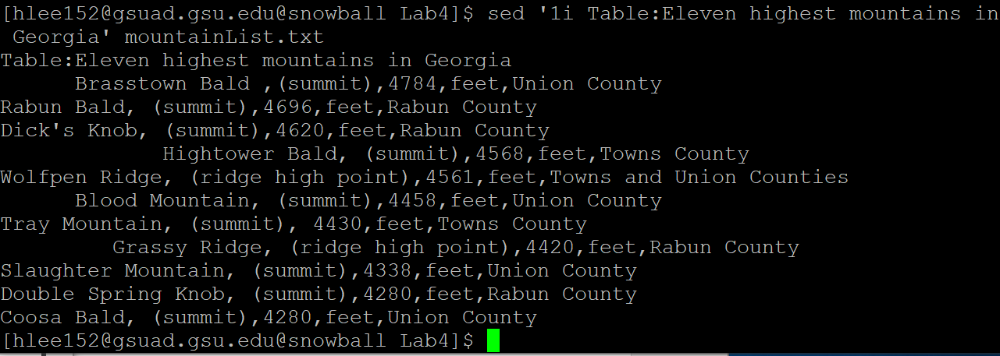 [hlee152@gsuad.gsu.edu@snowball Lab4]$ sed '1i Table:Eleven highest mountains in
 Georgia' mountainList.txt
Table:Eleven highest mountains in Georgia
      Brasstown Bald ,(summit),4784,feet,Union County
Rabun Bald, (summit),4696,feet,Rabun County
Dick's Knob, (summit),4620,feet,Rabun County
             Hightower Bald, (summit),4568,feet,Towns County
Wolfpen Ridge, (ridge high point),4561,feet,Towns and Union Counties
      Blood Mountain, (summit),4458,feet,Union County
Tray Mountain, (summit), 4430,feet,Towns County
         Grassy Ridge, (ridge high point),4420,feet,Rabun County
Slaughter Mountain, (summit),4338,feet,Union County
Double Spring Knob, (summit),4280,feet,Rabun County
Coosa Bald, (summit),4280,feet,Union County
[hlee152@gsuad.gsu.edu@snowball Lab4]$